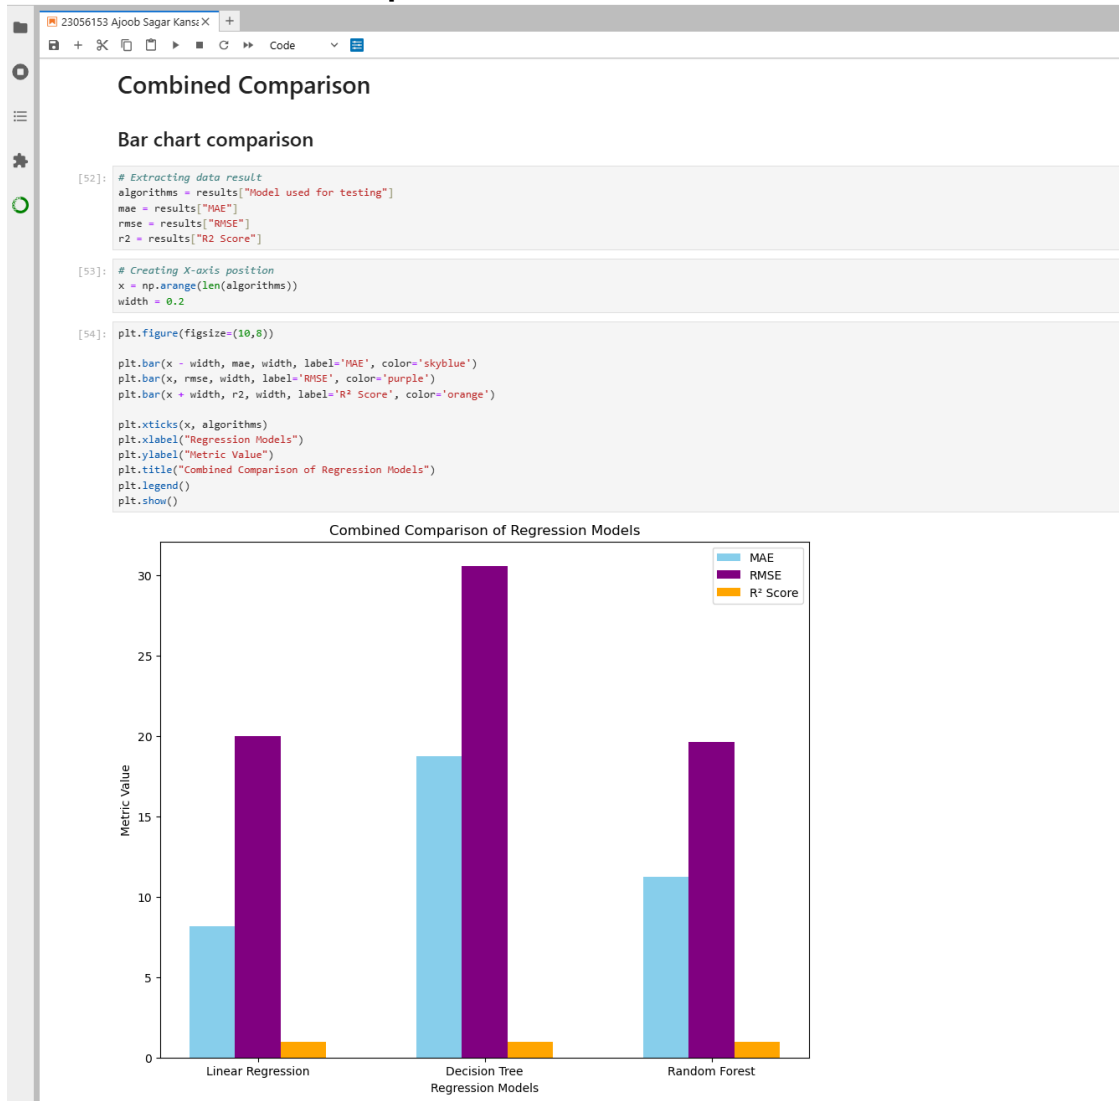 23056153 Ajoob Sagar Kansa
Code
Combined Comparison
Bar chart comparison
[52]: # Extracting data result
algorithms = results["Model used for testing"]
mae = results["MAE"]
rmse = results["RMSE"]
r2 = results["R2 Score"]
[53]: # Creating X-axis position
x = np.arange(len(algorithms))
width = 0.2
[54]: plt.figure(figsize=(10,8))
plt.bar(x - width, mae, width, label='MAE', color='skyblue')
plt.bar(x, rmse, width, label='RMSE', color='purple')
plt.bar(x + width, r2, width, label='R² Score', color='orange')
plt.xticks(x, algorithms)
plt.xlabel("Regression Models")
plt.ylabel("Metric Value")
plt.title("Combined Comparison of Regression Models")
plt.legend()
plt.show()
Combined Comparison of Regression Models
MAE
RMSE
R² Score
30
25
20
15
10
5
0
Metric Value
Linear Regression Decision Tree Random Forest
Regression Models